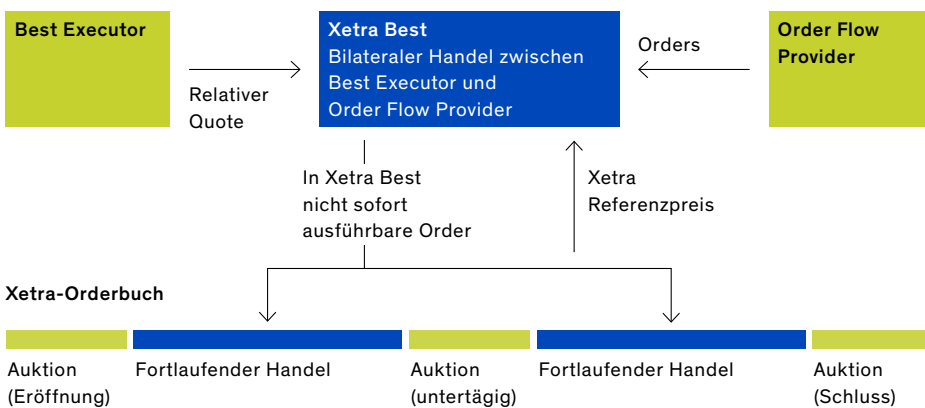 Best Executor
Relativer
Quote
Xetra Best
Bilateraler Handel zwischen
Best Executor und
Order Flow Provider
Orders
Order Flow
Provider
In Xetra Best
nicht sofort
ausführbare Order
Xetra
Referenzpreis
Xetra-Orderbuch
Auktion
(Eröffnung)
Fortlaufender Handel
Auktion
(untertägig)
Fortlaufender Handel
Auktion
(Schluss)